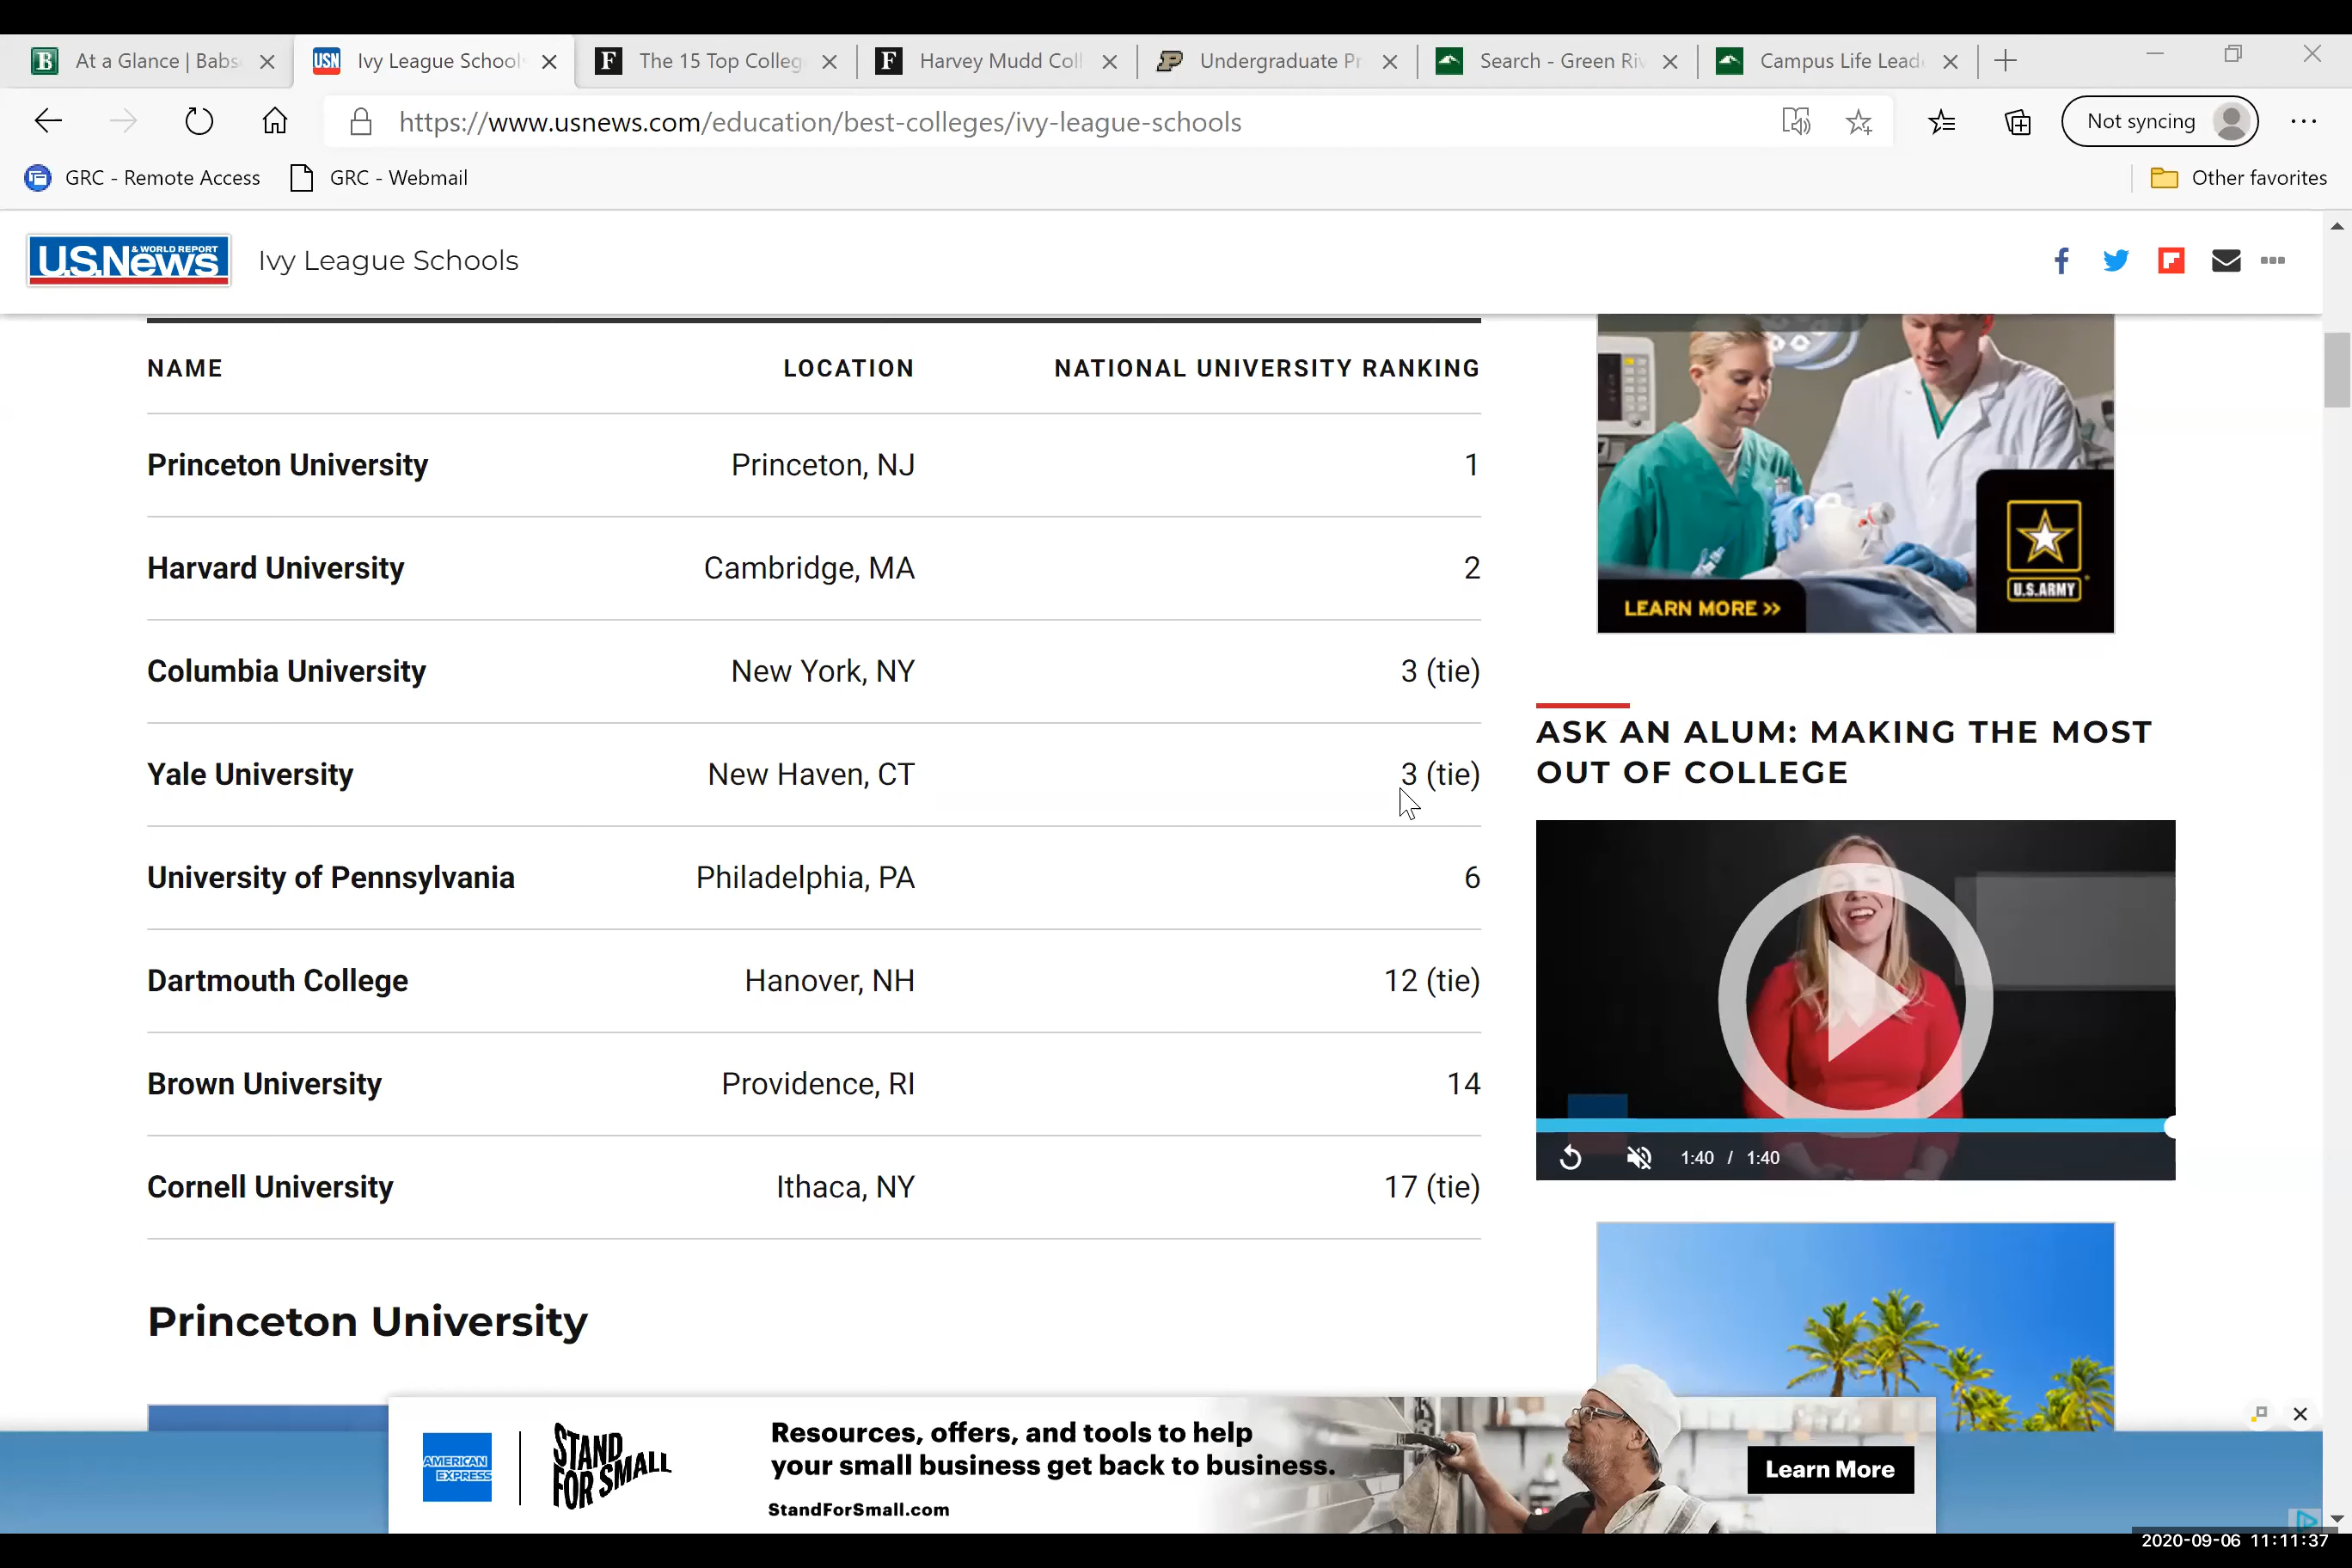 At a Glance | Babs
Ivy League School
The 15 Top Colleg
Harvey Mudd Coll
Undergraduate Pr
Search - Green Riv
Campus Life Lead
https://www.usnews.com/education/best-colleges/ivy-league-schools
Not syncing
GRC - Remote Access
GRC - Webmail
Other favorites
U.S.News & WORLD REPORT
Ivy League Schools
NAME LOCATION NATIONAL UNIVERSITY RANKING
Princeton University Princeton, NJ 1
Harvard University Cambridge, MA 2
Columbia University New York, NY 3 (tie)
Yale University New Haven, CT 3 (tie)
University of Pennsylvania Philadelphia, PA 6
Dartmouth College Hanover, NH 12 (tie)
Brown University Providence, RI 14
Cornell University Ithaca, NY 17 (tie)
Princeton University
LEARN MORE >>
U.S.ARMY
ASK AN ALUM: MAKING THE MOST
OUT OF COLLEGE
1:40 / 1:40
AMERICAN
EXPRESS
STAND
FOR SMALL
Resources, offers, and tools to help
your small business get back to business.
StandForSmall.com
Learn More
2020-09-06 11:11:37